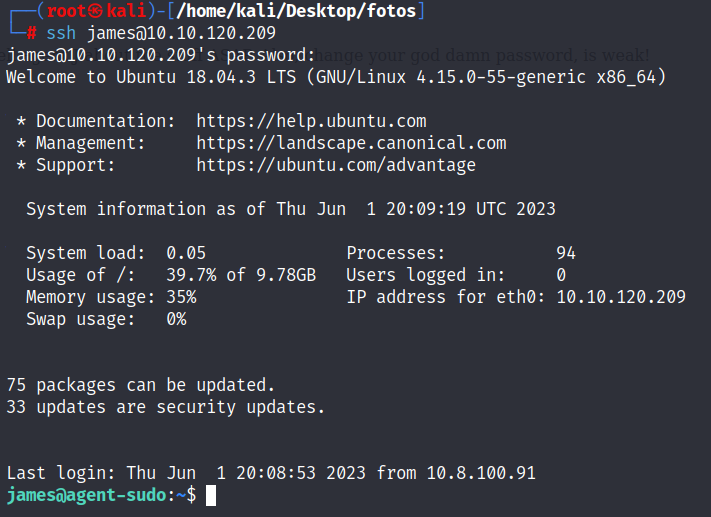 ┌──(root㉿kali)-[/home/kali/Desktop/fotos]
└─# ssh james@10.10.120.209
james@10.10.120.209's password: hange your god damn password, is weak!
Welcome to Ubuntu 18.04.3 LTS (GNU/Linux 4.15.0-55-generic x86_64)

 * Documentation:  https://help.ubuntu.com
 * Management:     https://landscape.canonical.com
 * Support:        https://ubuntu.com/advantage

  System information as of Thu Jun  1 20:09:19 UTC 2023

  System load:  0.05              Processes:           94
  Usage of /:   39.7% of 9.78GB   Users logged in:     0
  Memory usage: 35%               IP address for eth0: 10.10.120.209
  Swap usage:   0%


75 packages can be updated.
33 updates are security updates.


Last login: Thu Jun  1 20:08:53 2023 from 10.8.100.91
james@agent-sudo:~$